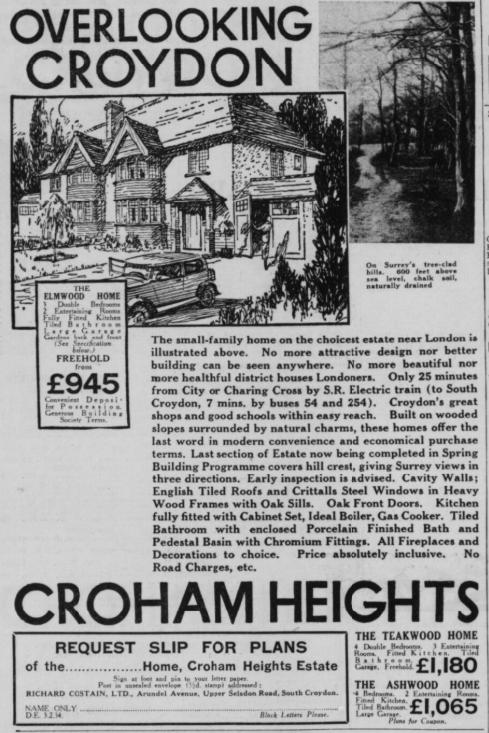 OVERLOOKING
CROYDON
On Surrey's tree-clad
hills. 600 feet above
sea level, chalk soil,
naturally drained
THE
ELMWOOD HOME
3 Double Bedrooms
2 Entertaining Rooms
Fully Fitted Kitchen
Tiled Bathroom
Large Garage
Gardens back and front
(See Specification
below.)
FREEHOLD
from
£945
Convenient Deposit
for Possession.
Generous Building
Society Terms.
The small-family home on the choicest estate near London is
illustrated above. No more attractive design nor better
building can be seen anywhere. No more beautiful nor
more healthful district houses Londoners. Only 25 minutes
from City or Charing Cross by S.R. Electric train (to South
Croydon, 7 mins. by buses 54 and 254). Croydon's great
shops and good schools within easy reach. Built on wooded
slopes surrounded by natural charms, these homes offer the
last word in modern convenience and economical purchase
terms. Last section of Estate now being completed in Spring
Building Programme covers hill crest, giving Surrey views in
three directions. Early inspection is advised. Cavity Walls;
English Tiled Roofs and Crittalls Steel Windows in Heavy
Wood Frames with Oak Sills. Oak Front Doors. Kitchen
fully fitted with Cabinet Set, Ideal Boiler, Gas Cooker. Tiled
Bathroom with enclosed Porcelain Finished Bath and
Pedestal Basin with Chromium Fittings. All Fireplaces and
Decorations to choice. Price absolutely inclusive. No
Road Charges, etc.
CROHAM HEIGHTS
REQUEST SLIP FOR PLANS
of the.................Home, Croham Heights Estate
Sign at foot and pin to your letter paper.
Post in unsealed envelope (½d. stamp) addressed:
RICHARD COSTAIN, LTD., Arundel Avenue, Upper Selsdon Road, South Croydon.
NAME ONLY
D.E. 3.2.34. Block Letters Please.
THE TEAKWOOD HOME
4 Double Bedrooms, 3 Entertaining
Rooms. Fitted Kitchen. Tiled
Bathroom.
Garage, Freehold. £1,180
THE ASHWOOD HOME
4 Bedrooms. 2 Entertaining Rooms.
Fitted Kitchen.
Tiled Bathroom £1,065
Large Garage.
Plans for Coupon.